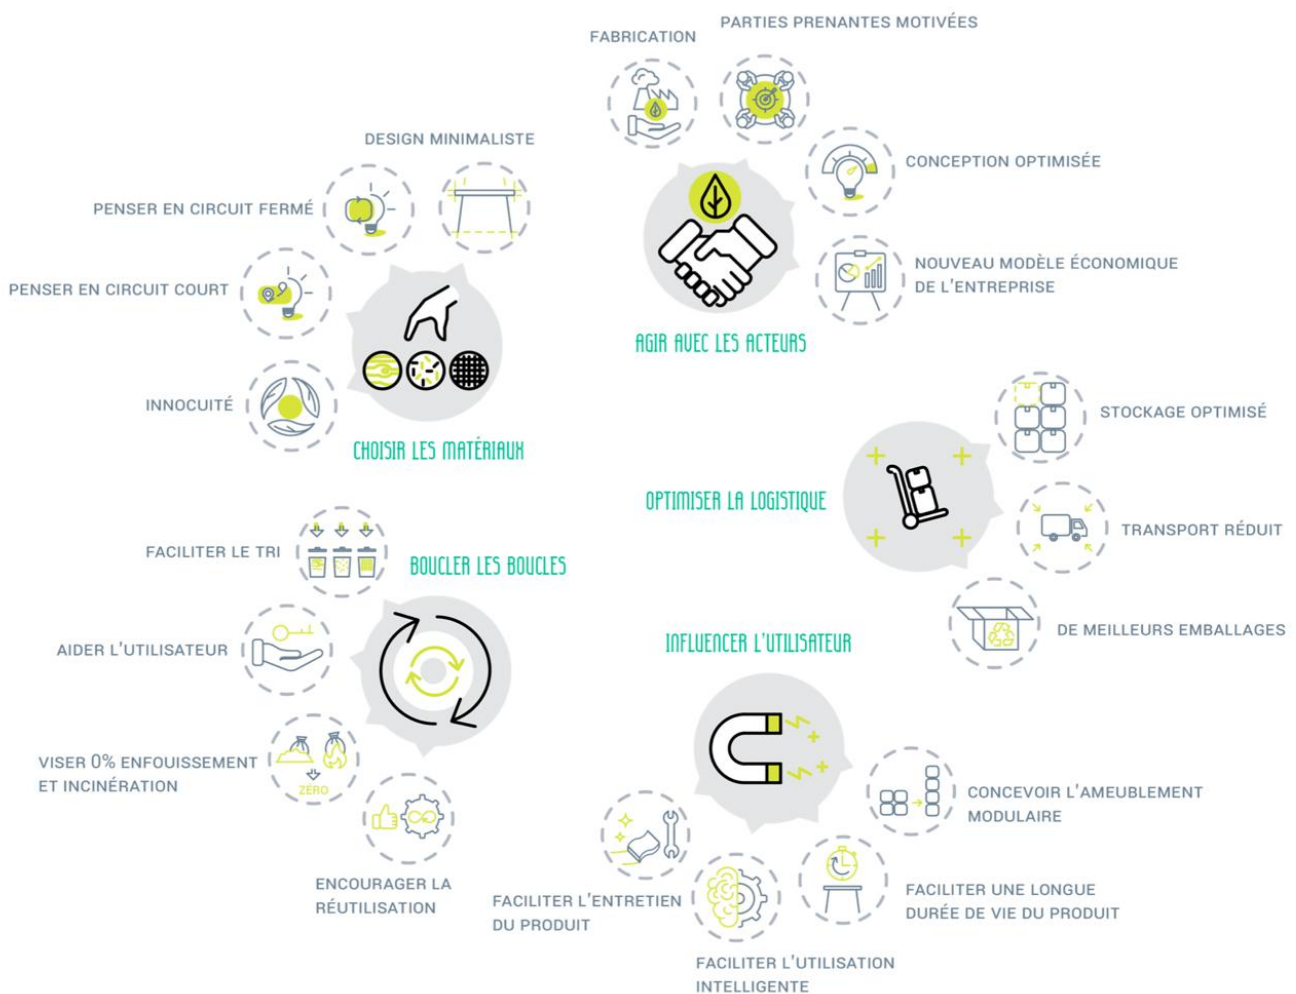 FABRICATION
PARTIES PRENANTES MOTIVÉES
CONCEPTION OPTIMISÉE
NOUVEAU MODÈLE ÉCONOMIQUE
DE L'ENTREPRISE
AGIR AVEC LES ACTEURS
DESIGN MINIMALISTE
PENSER EN CIRCUIT FERMÉ
PENSER EN CIRCUIT COURT
INNOCUITÉ
CHOISIR LES MATÉRIAUX
STOCKAGE OPTIMISÉ
OPTIMISER LA LOGISTIQUE
TRANSPORT RÉDUIT
DE MEILLEURS EMBALLAGES
FACILITER LE TRI
BOUCLER LES BOUCLES
AIDER L'UTILISATEUR
VISER 0% ENFOUISSEMENT
ET INCINÉRATION
ZÉRO
ENCOURAGER LA
RÉUTILISATION
INFLUENCER L'UTILISATEUR
CONCEVOIR L'AMEUBLEMENT
MODULAIRE
FACILITER UNE LONGUE
DURÉE DE VIE DU PRODUIT
FACILITER L'ENTRETIEN
DU PRODUIT
FACILITER L'UTILISATION
INTELLIGENTE